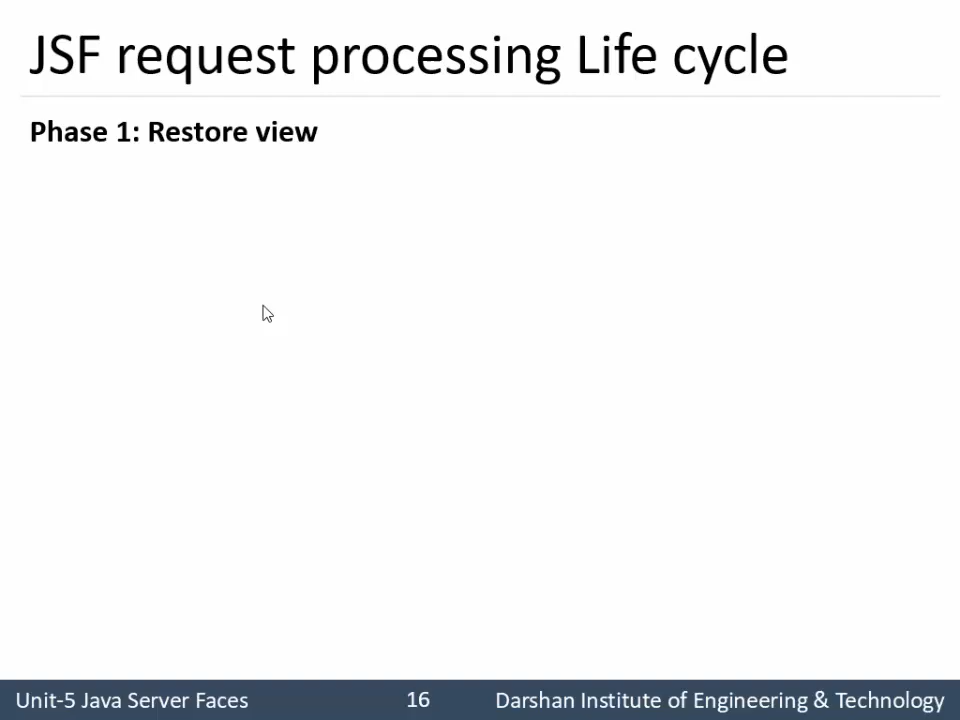 JSF request processing Life cycle
Phase 1: Restore view
Unit-5 Java Server Faces
16
Darshan Institute of Engineering & Technology